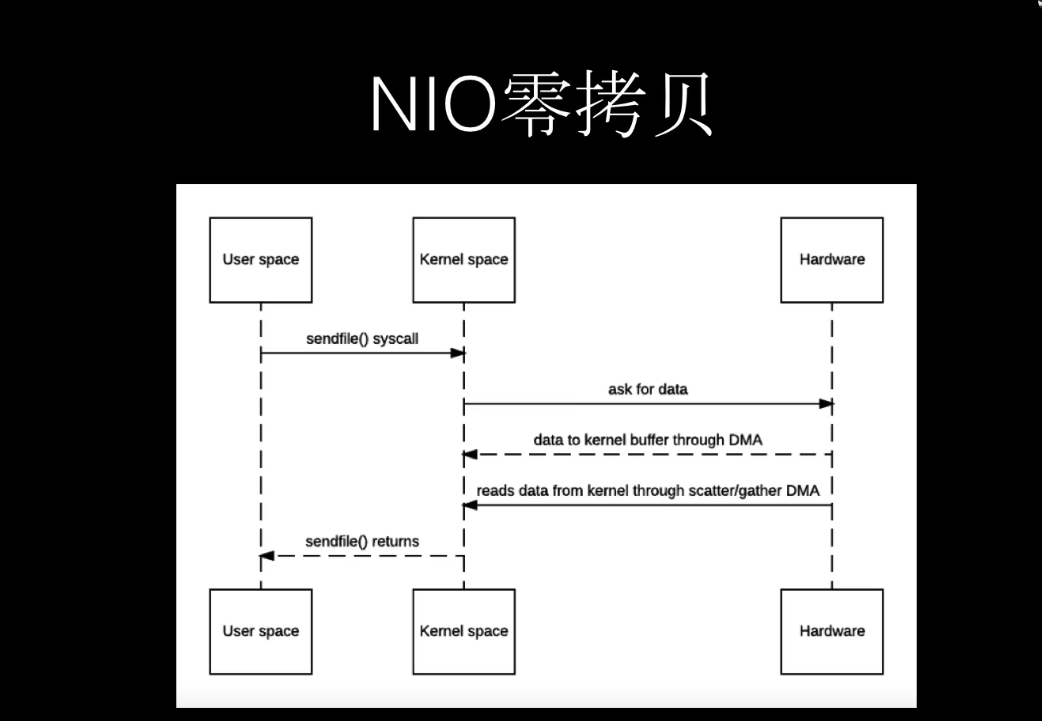 NIO零拷贝
User space
Kernel space
Hardware
sendfile() syscall
ask for data
data to kernel buffer through DMA
reads data from kernel through scatter/gather DMA
sendfile() returns
User space
Kernel space
Hardware